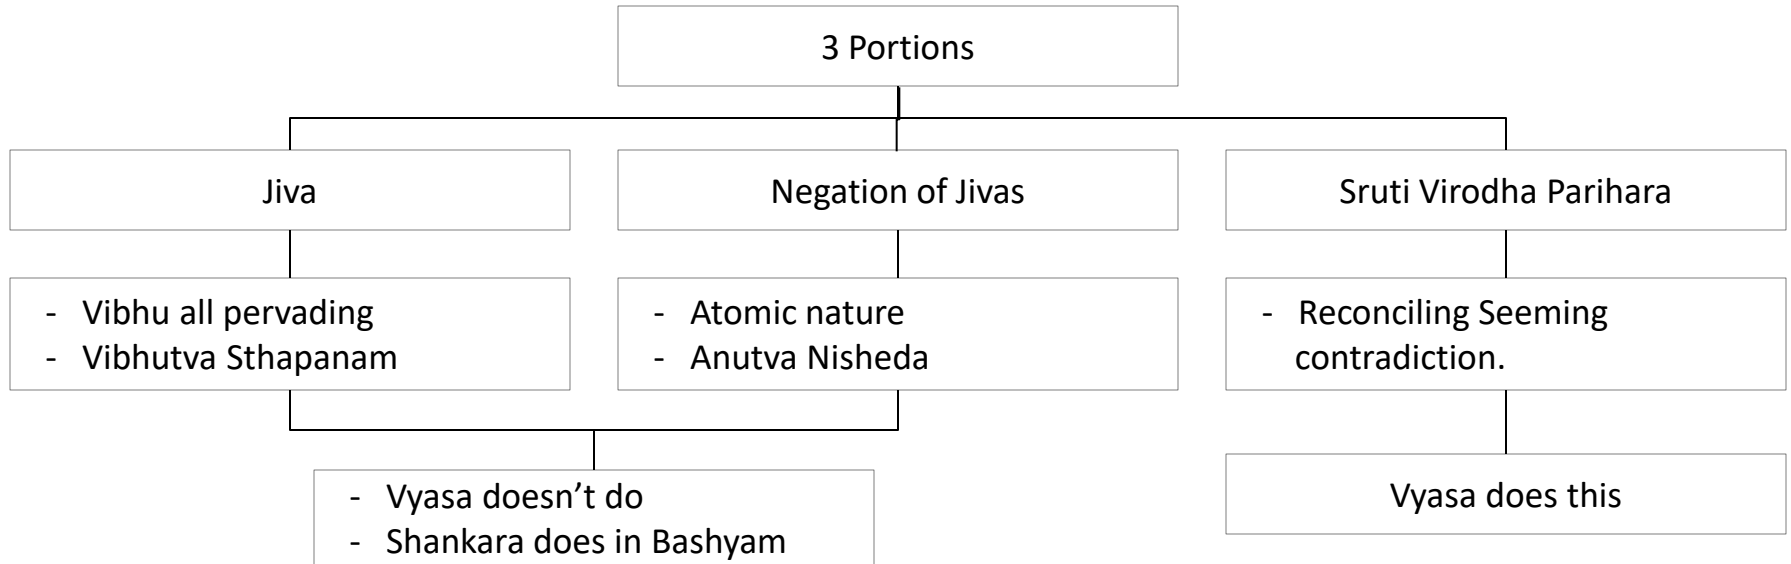 3 Portions
Jiva
Negation of Jivas
Sruti Virodha Parihara
- Vibhu all pervading
- Vibhutva Sthapanam
- Atomic nature
- Anutva Nisheda
- Reconciling Seeming
contradiction.
- Vyasa doesn’t do
- Shankara does in Bashyam
Vyasa does this